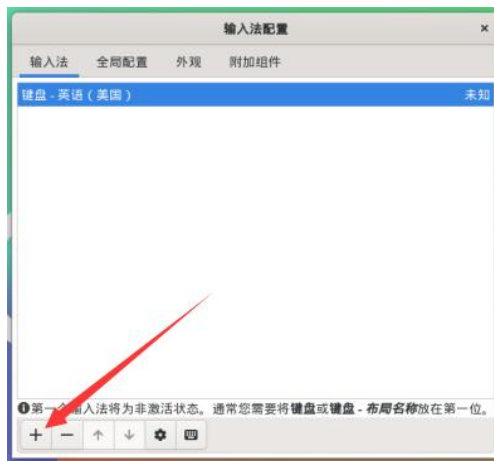 输入法配置 ×
输入法 全局配置 外观 附加组件
键盘 - 英语（美国） 未知
第一个输入法将为非激活状态。通常您需要将键盘或键盘 - 布局名称放在第一位。